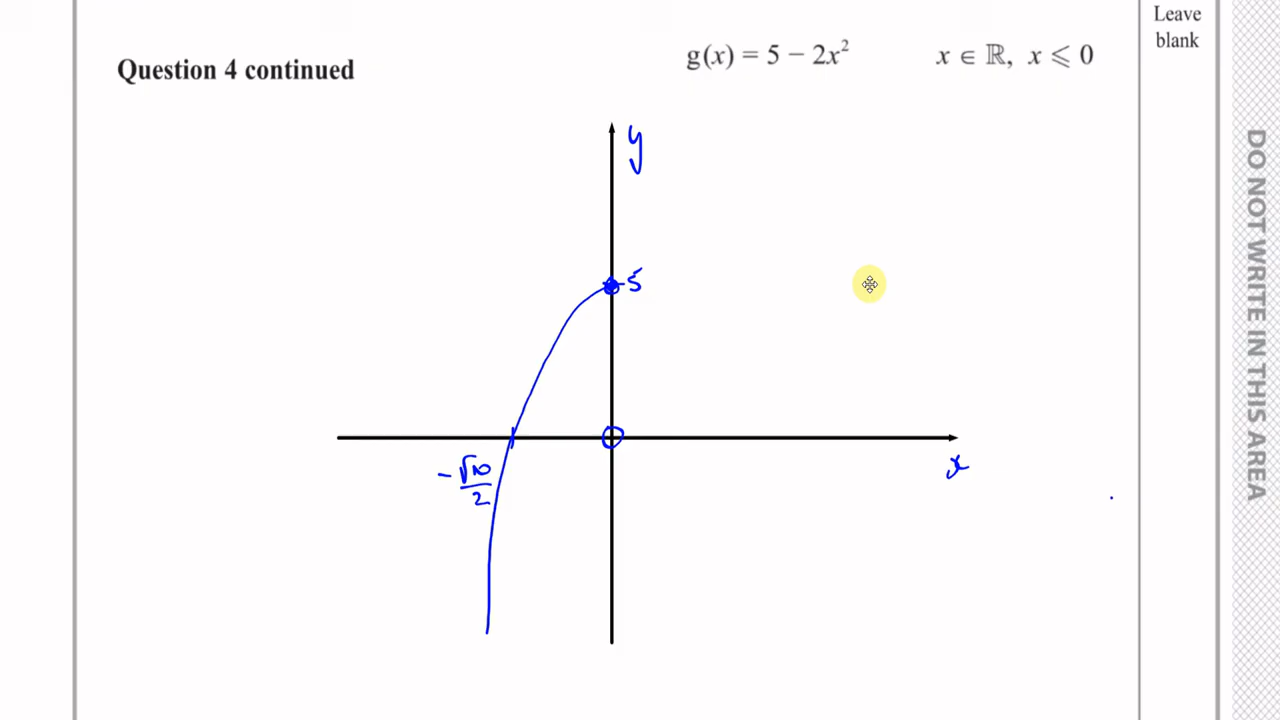 Leave
blank
Question 4 continued
g(x) = 5 − 2x² x ∈ ℝ, x ⩽ 0
y
5
O
x
−√10/2
DO NOT WRITE IN THIS AREA